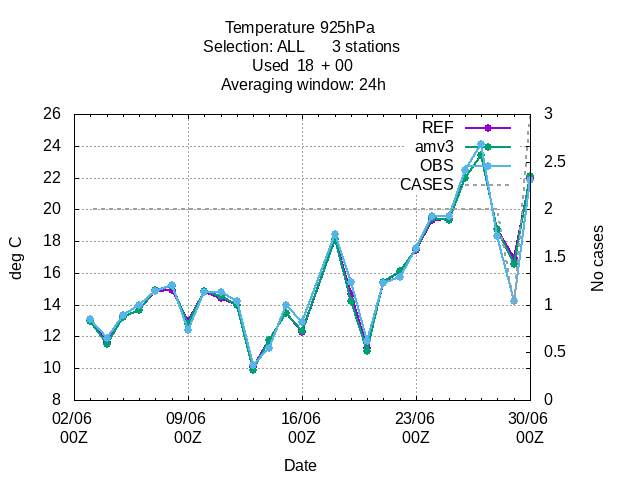 Temperature 925hPa
Selection: ALL 3 stations
Used 18 + 00
Averaging window: 24h
26 3
24
22
20
18
16
14
12
10
8
2.5
2
1.5
1
0.5
0
REF
amv3
OBS
CASES
deg C
No cases
02/06 09/06 16/06 23/06 30/06
00Z 00Z 00Z 00Z 00Z
Date